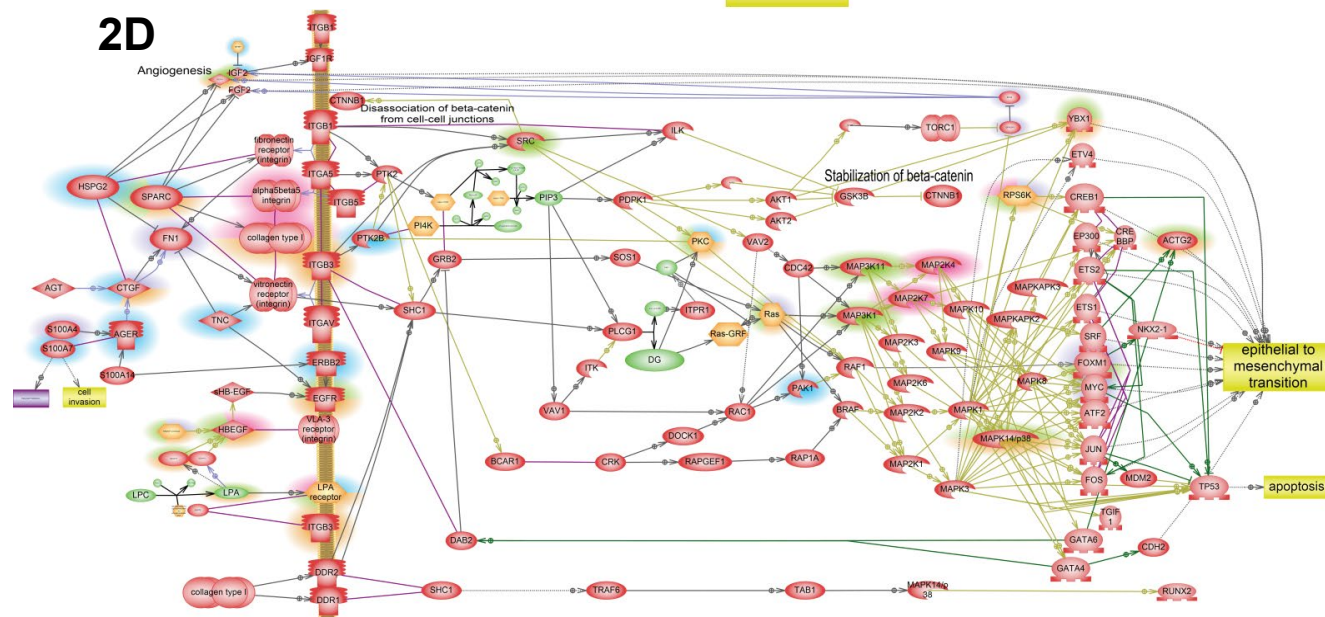 2D
ITGB1
IGF1R
Angiogenesis
IGF2
FGF2
CTNNB1
Disassociation of beta-catenin
from cell-cell junctions
ITGB1
fibronectin
receptor
(integrin)
SRC
ILK
TORC1
YBX1
ETV4
HSPG2
SPARC
alpha5beta5
integrin
ITGA5
ITGB5
PTK2
PIP3
PDPK1
AKT1
AKT2
Stabilization of beta-catenin
GSK3B
CTNNB1
RPS6K
CREB1
FN1
collagen type I
PTK2B
PI4K
PKC
VAV2
EP300
CRE
BBP
ACTG2
ITGB3
GRB2
SOS1
CDC42
MAP3K11
MAP2K4
ETS2
AGT
CTGF
vitronectin
receptor
(integrin)
SHC1
ITPR1
Ras
MAP2K7
MAPK10
MAPKAPK3
ETS1
TNC
ITGAV
PLCG1
Ras-GRF
MAP3K1
MAPKAPK2
NKX2-1
S100A4
AGER
S100A7
MAP2K3
MAPK9
SRF
S100A14
ERBB2
ITK
DG
RAF1
MAP2K6
MAPK8
FOXM1
epithelial to
mesenchymal
transition
cell
invasion
HB-EGF
EGFR
PAK1
MYC
VLA-3
receptor
(integrin)
HBEGF
VAV1
RAC1
BRAF
MAP2K2
MAPK1
ATF2
DOCK1
MAPK14/p38
JUN
BCAR1
CRK
RAPGEF1
RAP1A
MAP2K1
FOS
MDM2
TP53
apoptosis
LPC
LPA
LPA
receptor
MAPK3
TGIF
1
ITGB3
DAB2
GATA6
CDH2
GATA4
DDR2
collagen type I
DDR1
SHC1
TRAF6
TAB1
MAPK14/p
38
RUNX2